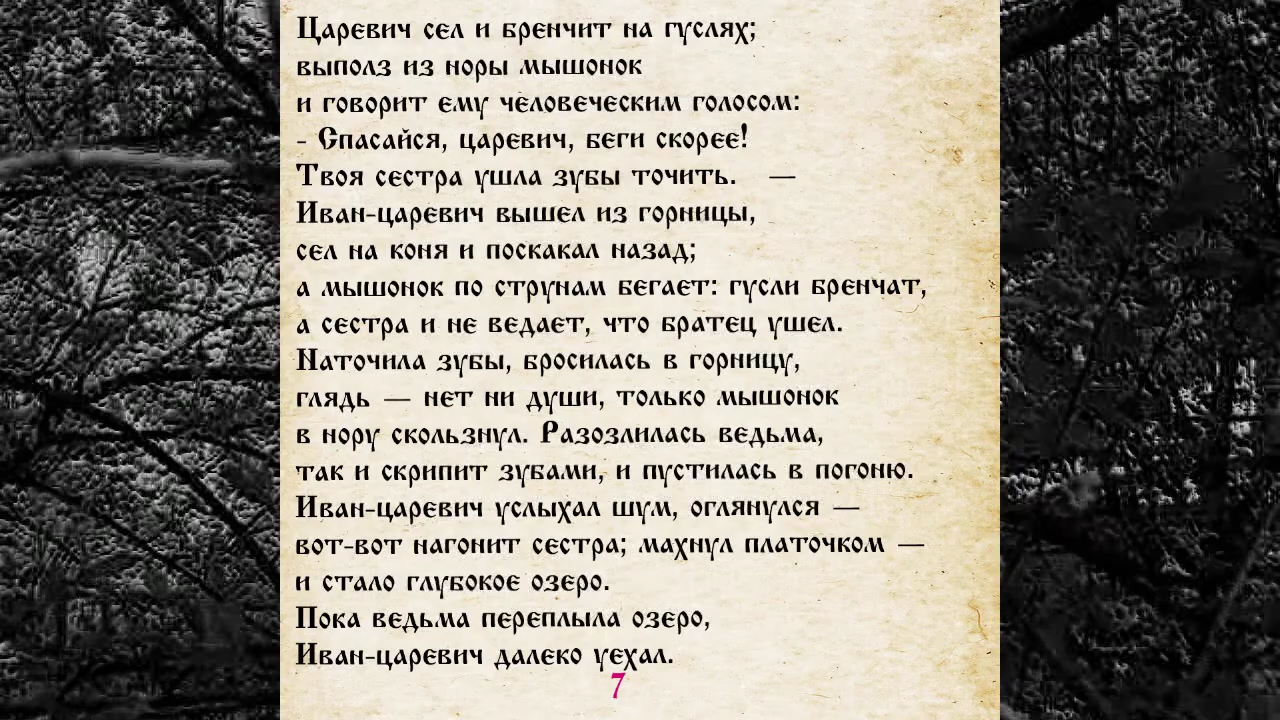 Царевич сел и бренчит на гуслях;
выполз из норы мышонок
и говорит ему человеческим голосом:
- Спасайся, царевич, беги скорее!
Твоя сестра ушла зубы точить. —
Иван-царевич вышел из горницы,
сел на коня и поскакал назад;
а мышонок по струнам бегает: гусли бренчат,
а сестра и не ведает, что братец ушел.
Наточила зубы, бросилась в горницу,
глядь — нет ни души, только мышонок
в нору скользнул. Разозлилась ведьма,
так и скрипит зубами, и пустилась в погоню.
Иван-царевич услыхал шум, оглянулся —
вот-вот нагонит сестра; махнул платочком —
и стало глубокое озеро.
Пока ведьма переплыла озеро,
Иван-царевич далеко уехал.
7